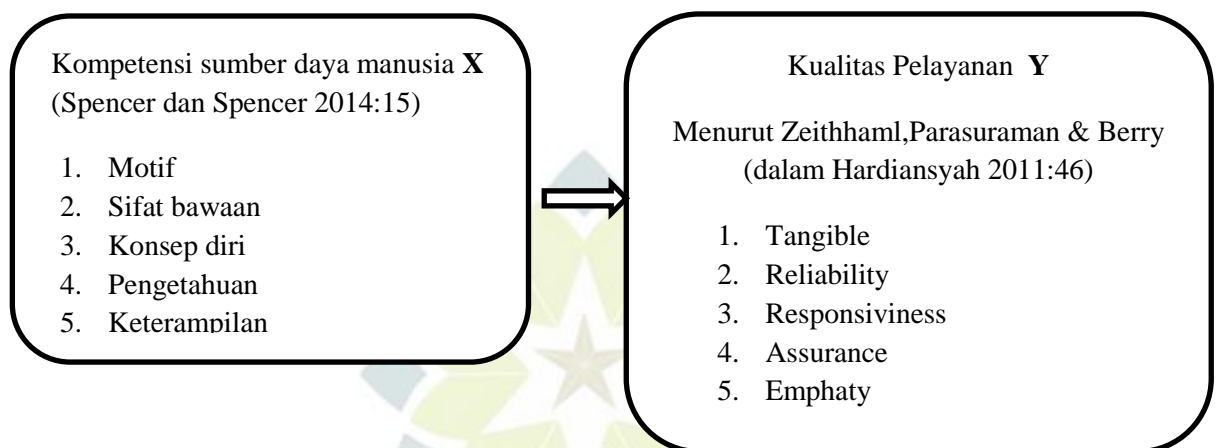 Kompetensi sumber daya manusia X
(Spencer dan Spencer 2014:15)
1. Motif
2. Sifat bawaan
3. Konsep diri
4. Pengetahuan
5. Keterampilan
Kualitas Pelayanan Y
Menurut Zeithhaml,Parasuraman & Berry
(dalam Hardiansyah 2011:46)
1. Tangible
2. Reliability
3. Responsiviness
4. Assurance
5. Emphaty